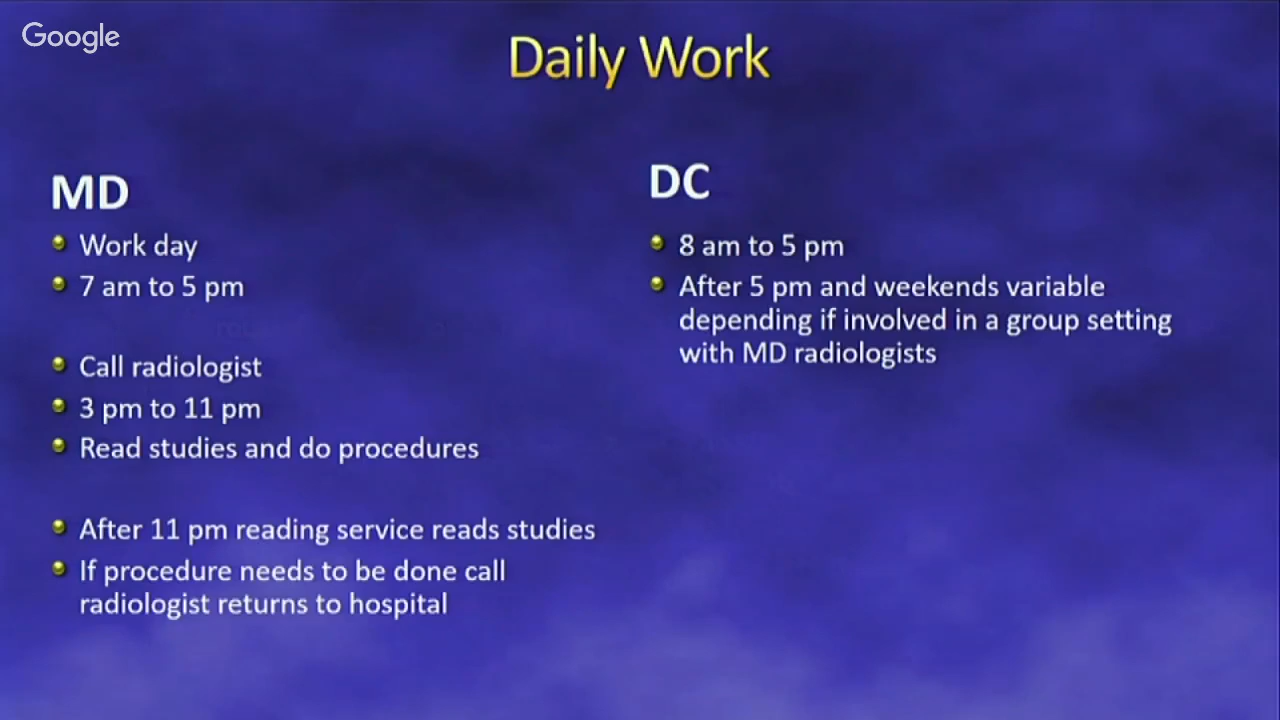 Google
Daily Work
MD
Work day
7 am to 5 pm
Call radiologist
3 pm to 11 pm
Read studies and do procedures
After 11 pm reading service reads studies
If procedure needs to be done call
radiologist returns to hospital
DC
8 am to 5 pm
After 5 pm and weekends variable
depending if involved in a group setting
with MD radiologists